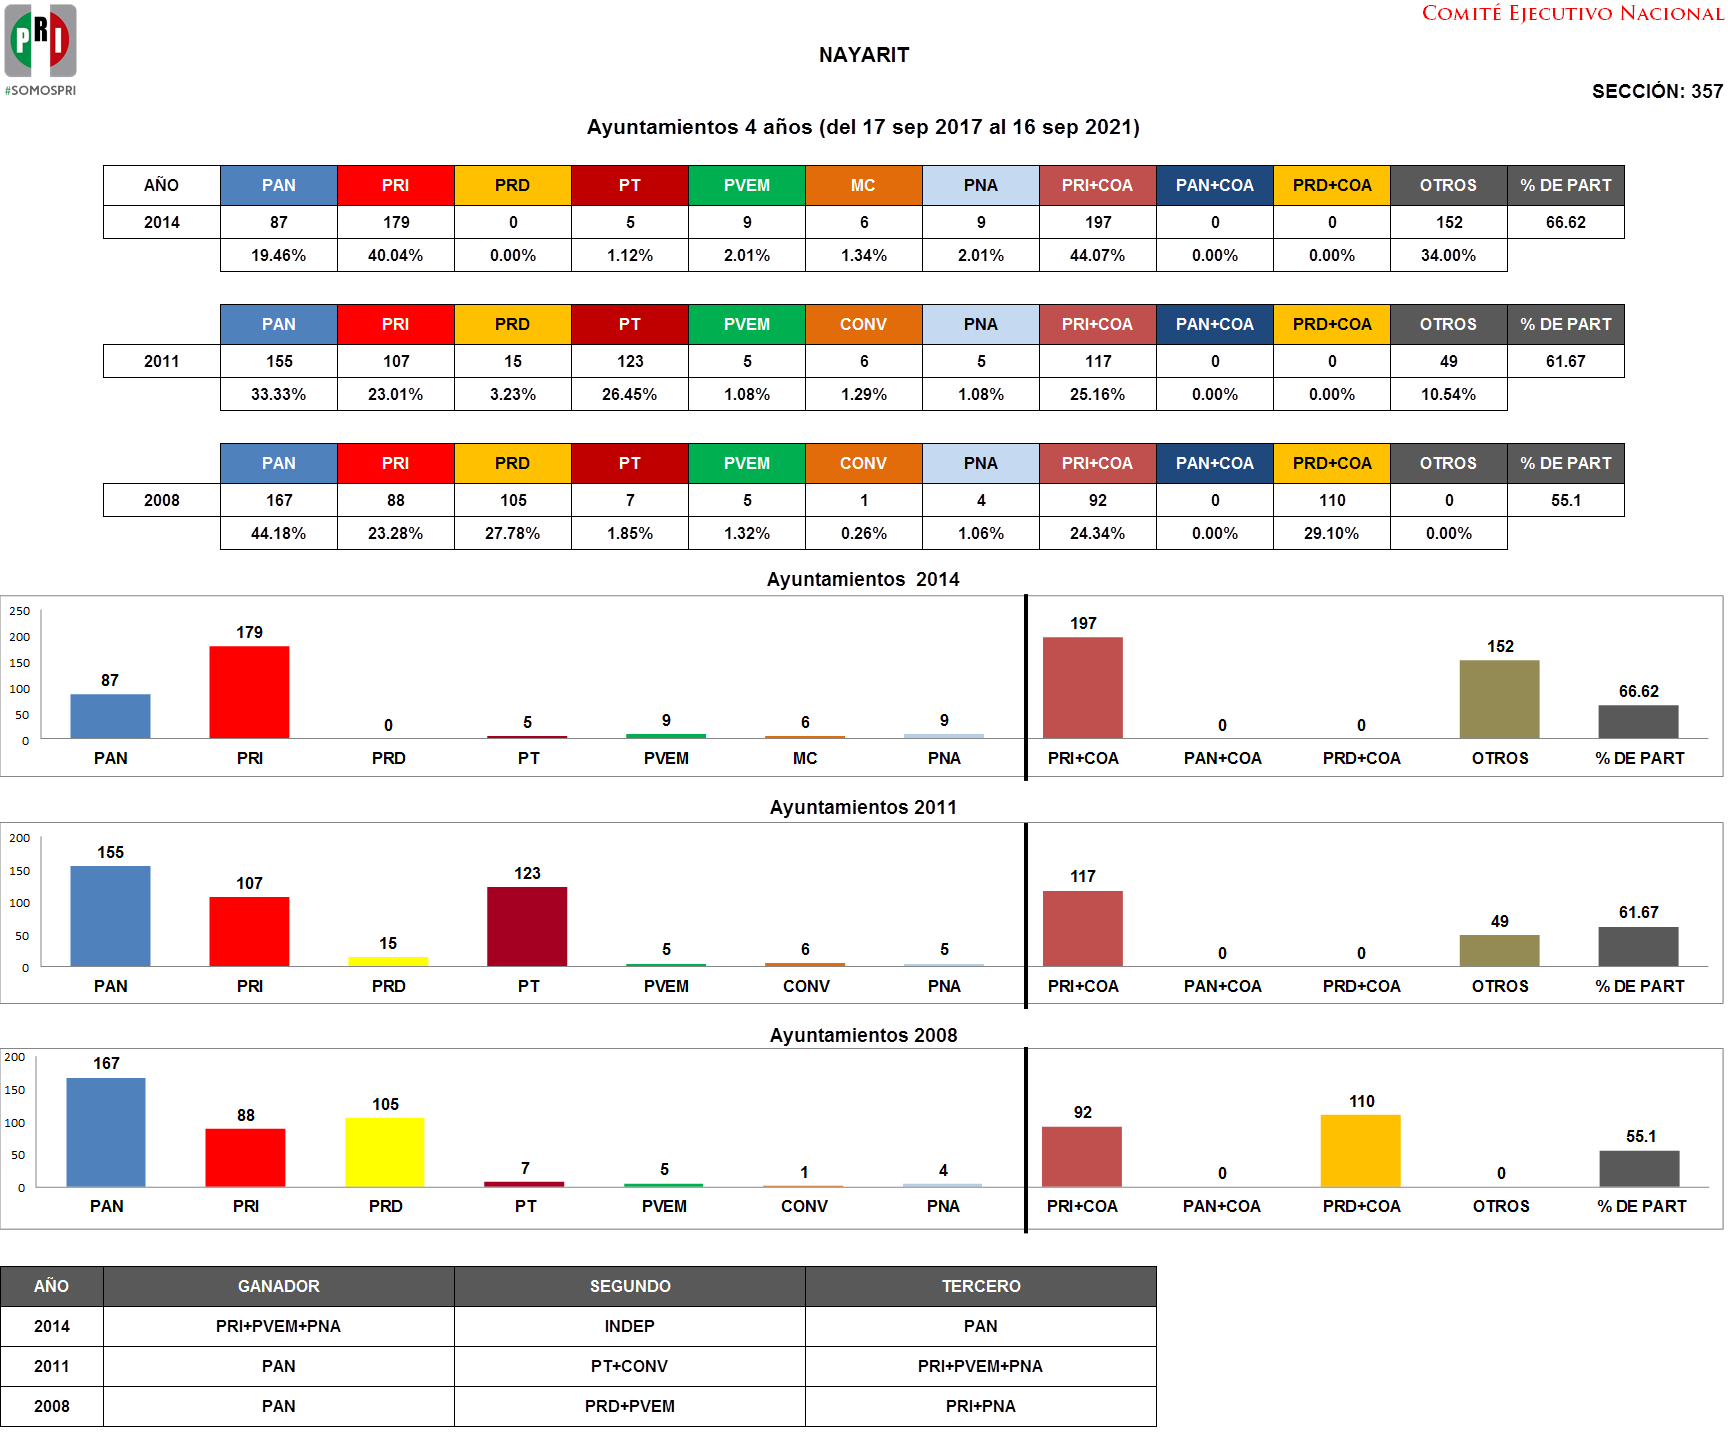 COMITÉ EJECUTIVO NACIONAL
PRI
#SOMOSPRI
NAYARIT
SECCIÓN: 357
Ayuntamientos 4 años (del 17 sep 2017 al 16 sep 2021)
AÑO PAN PRI PRD PT PVEM MC PNA PRI+COA PAN+COA PRD+COA OTROS % DE PART
2014 87 179 0 5 9 6 9 197 0 0 152 66.62
19.46% 40.04% 0.00% 1.12% 2.01% 1.34% 2.01% 44.07% 0.00% 0.00% 34.00%
PAN PRI PRD PT PVEM CONV PNA PRI+COA PAN+COA PRD+COA OTROS % DE PART
2011 155 107 15 123 5 6 5 117 0 0 49 61.67
33.33% 23.01% 3.23% 26.45% 1.08% 1.29% 1.08% 25.16% 0.00% 0.00% 10.54%
PAN PRI PRD PT PVEM CONV PNA PRI+COA PAN+COA PRD+COA OTROS % DE PART
2008 167 88 105 7 5 1 4 92 0 110 0 55.1
44.18% 23.28% 27.78% 1.85% 1.32% 0.26% 1.06% 24.34% 0.00% 29.10% 0.00%
Ayuntamientos 2014
250
200
150
100
50
0
87 179 0 5 9 6 9 197 0 0 152 66.62
PAN PRI PRD PT PVEM MC PNA PRI+COA PAN+COA PRD+COA OTROS % DE PART
Ayuntamientos 2011
200
150
100
50
0
155 107 15 123 5 6 5 117 0 0 49 61.67
PAN PRI PRD PT PVEM CONV PNA PRI+COA PAN+COA PRD+COA OTROS % DE PART
Ayuntamientos 2008
200
150
100
50
0
167 88 105 7 5 1 4 92 0 110 0 55.1
PAN PRI PRD PT PVEM CONV PNA PRI+COA PAN+COA PRD+COA OTROS % DE PART
AÑO GANADOR SEGUNDO TERCERO
2014 PRI+PVEM+PNA INDEP PAN
2011 PAN PT+CONV PRI+PVEM+PNA
2008 PAN PRD+PVEM PRI+PNA